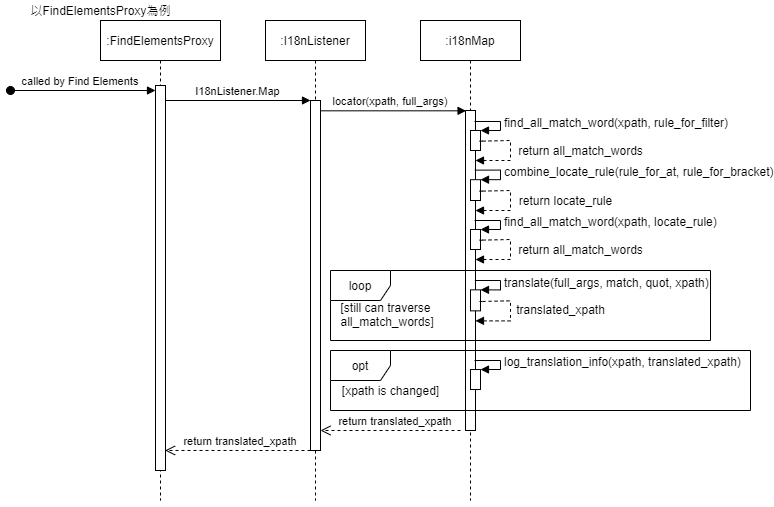 以FindElementsProxy為例
:FindElementsProxy
:I18nListener
:i18nMap
called by Find Elements
I18nListener.Map
locator(xpath, full_args)
find_all_match_word(xpath, rule_for_filter)
return all_match_words
combine_locate_rule(rule_for_at, rule_for_bracket)
return locate_rule
find_all_match_word(xpath, locate_rule)
return all_match_words
loop
translate(full_args, match, quot, xpath)
[still can traverse
all_match_words]
translated_xpath
opt
log_translation_info(xpath, translated_xpath)
[xpath is changed]
return translated_xpath
return translated_xpath